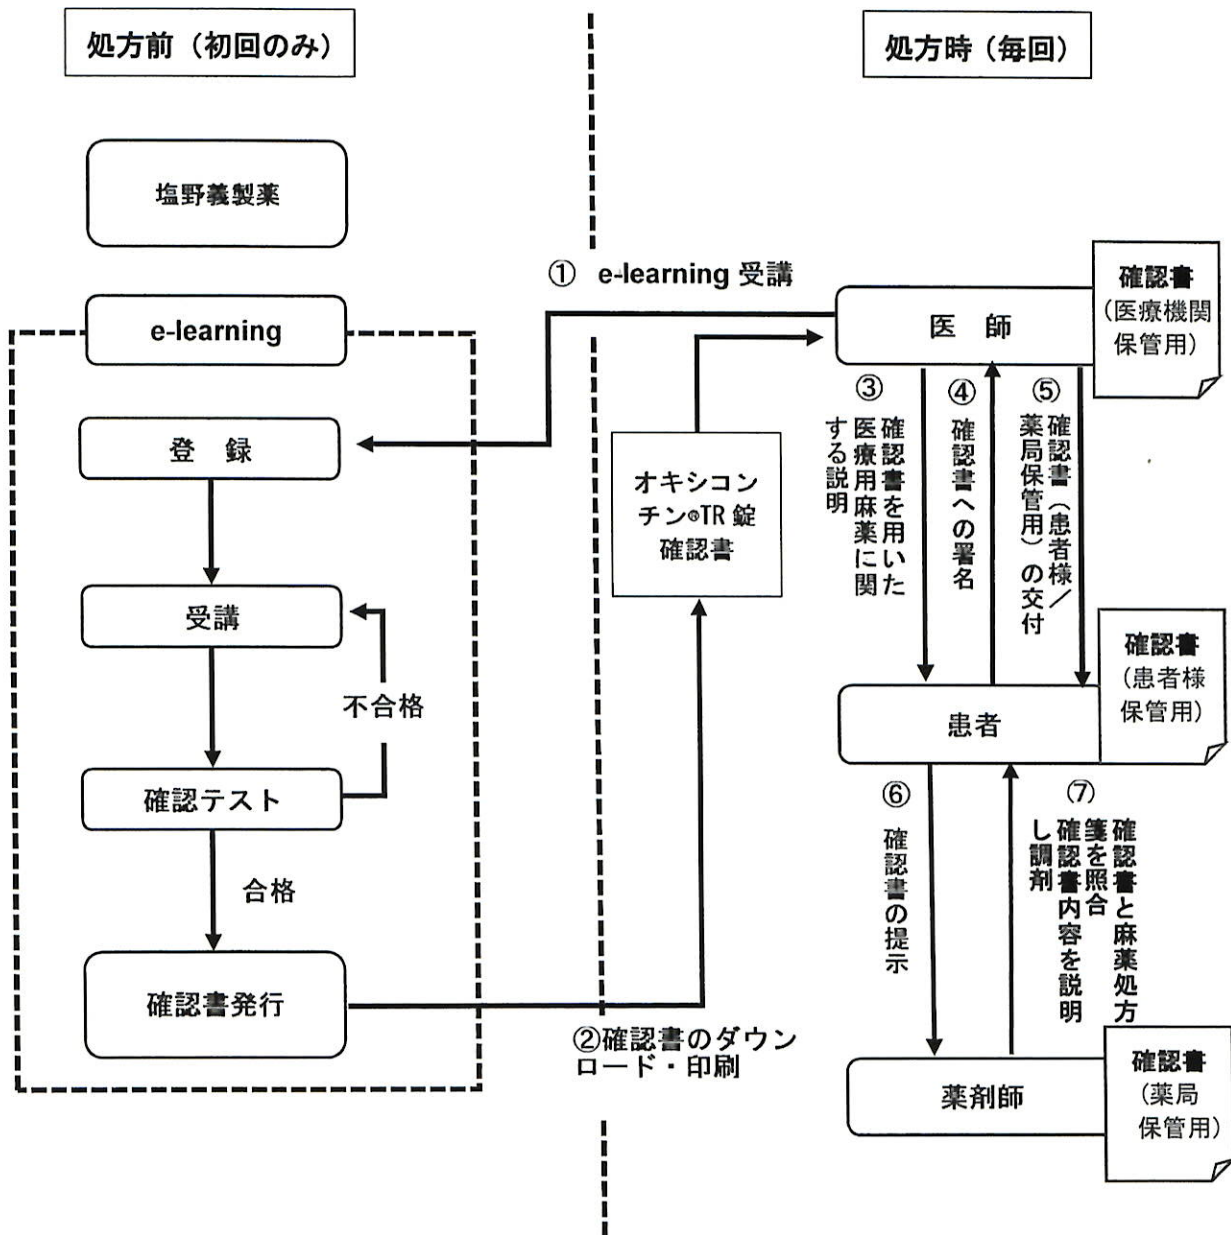 処方前（初回のみ）
処方時（毎回）
塩野義製薬
e-learning
登　録
受講
不合格
確認テスト
合格
確認書発行
① e-learning 受講
②確認書のダウン
ロード・印刷
オキシコン
チン®TR 錠
確認書
医　師
確認書
（医療機関
保管用）
③
確認書を用いた
医療用麻薬に関
する説明
④
確認書への署名
⑤
確認書（患者様／
薬局保管用）の交付
患者
確認書
（患者様
保管用）
⑥
確認書の提示
⑦
確認書と麻薬処方
箋を照合
確認書内容を説明
し調剤
薬剤師
確認書
（薬局
保管用）